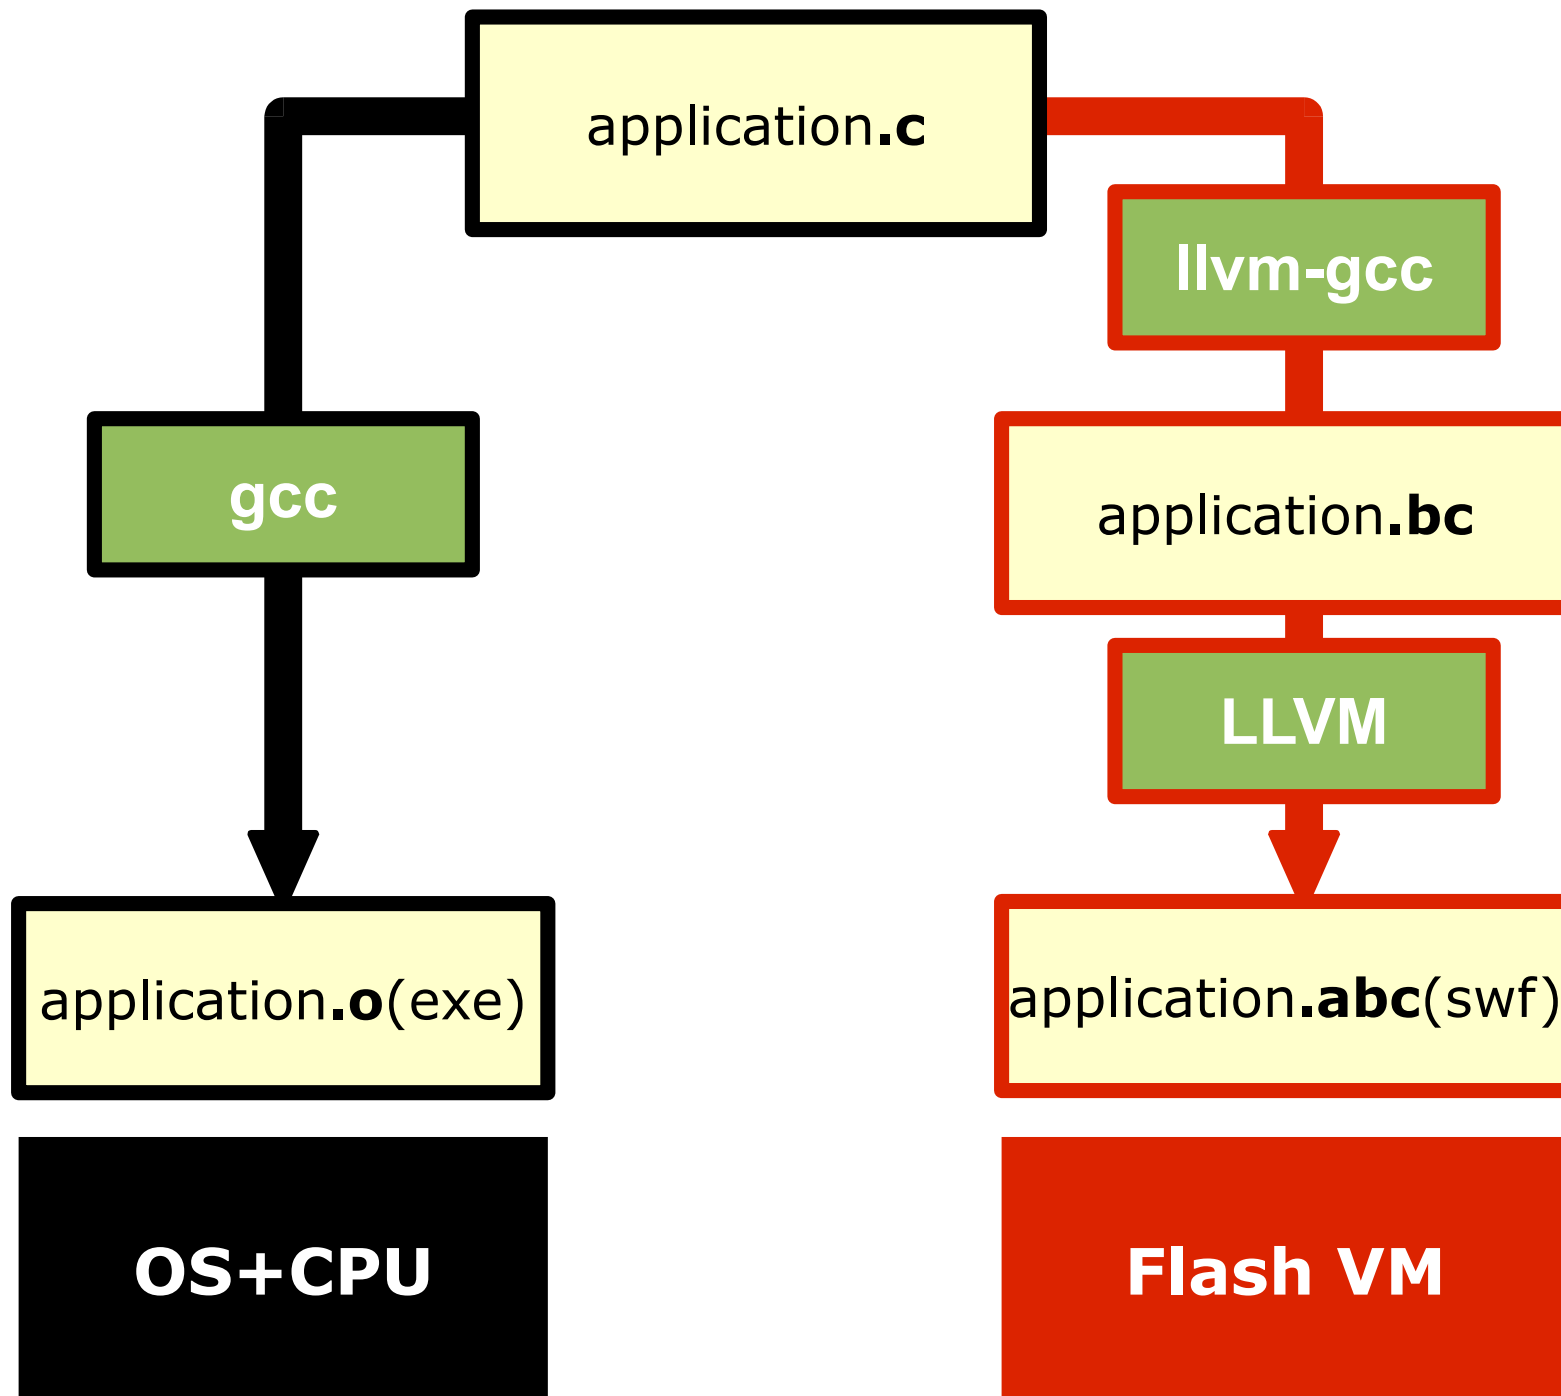 application.c
llvm-gcc
gcc
application.bc
LLVM
application.o(exe)
application.abc(swf)
OS+CPU
Flash VM